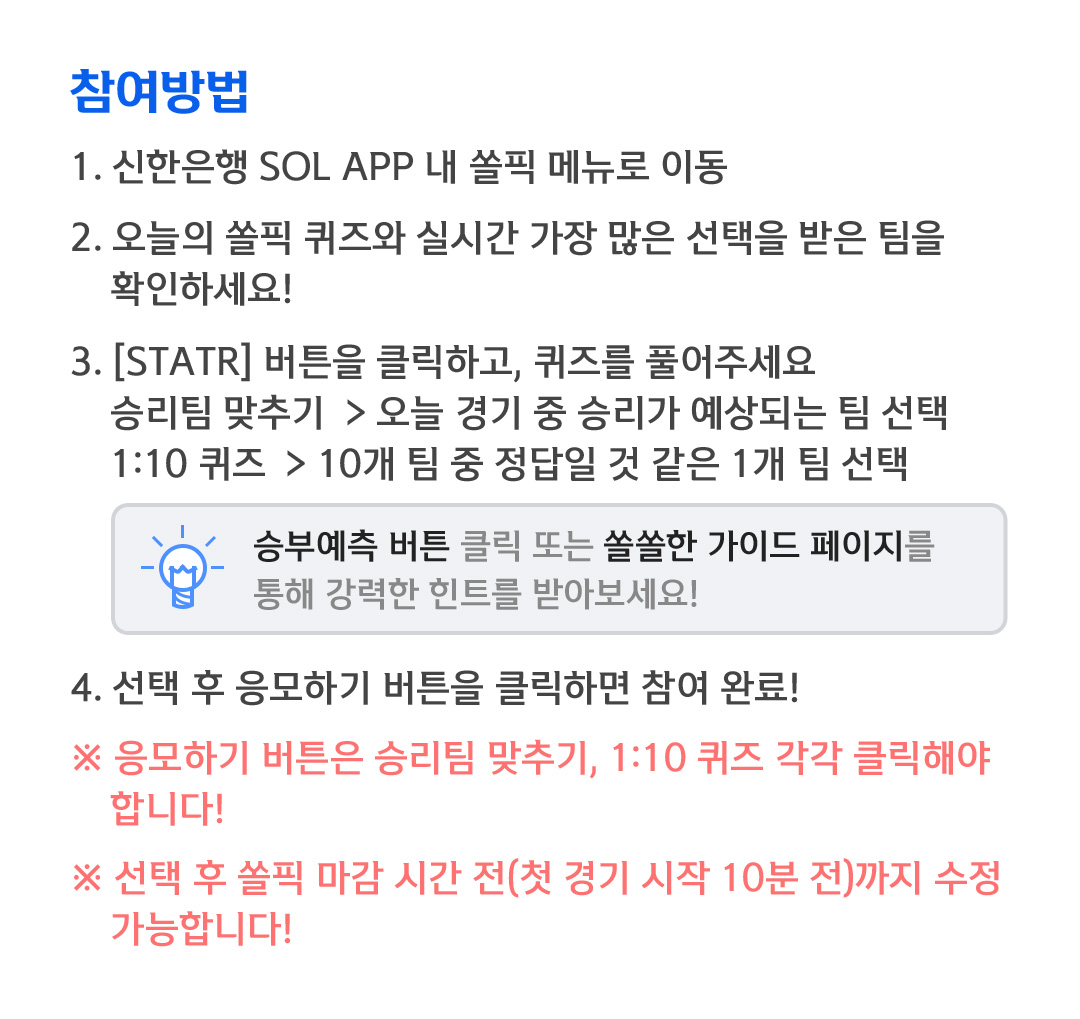 참여방법
1. 신한은행 SOL APP 내 쏠픽 메뉴로 이동
2. 오늘의 쏠픽 퀴즈와 실시간 가장 많은 선택을 받은 팀을
확인하세요!
3. [STATR] 버튼을 클릭하고, 퀴즈를 풀어주세요
승리팀 맞추기 > 오늘 경기 중 승리가 예상되는 팀 선택
1:10 퀴즈 > 10개 팀 중 정답일 것 같은 1개 팀 선택
승부예측 버튼 클릭 또는 쏠쏠한 가이드 페이지를
통해 강력한 힌트를 받아보세요!
4. 선택 후 응모하기 버튼을 클릭하면 참여 완료!
※ 응모하기 버튼은 승리팀 맞추기, 1:10 퀴즈 각각 클릭해야
합니다!
※ 선택 후 쏠픽 마감 시간 전(첫 경기 시작 10분 전)까지 수정
가능합니다!